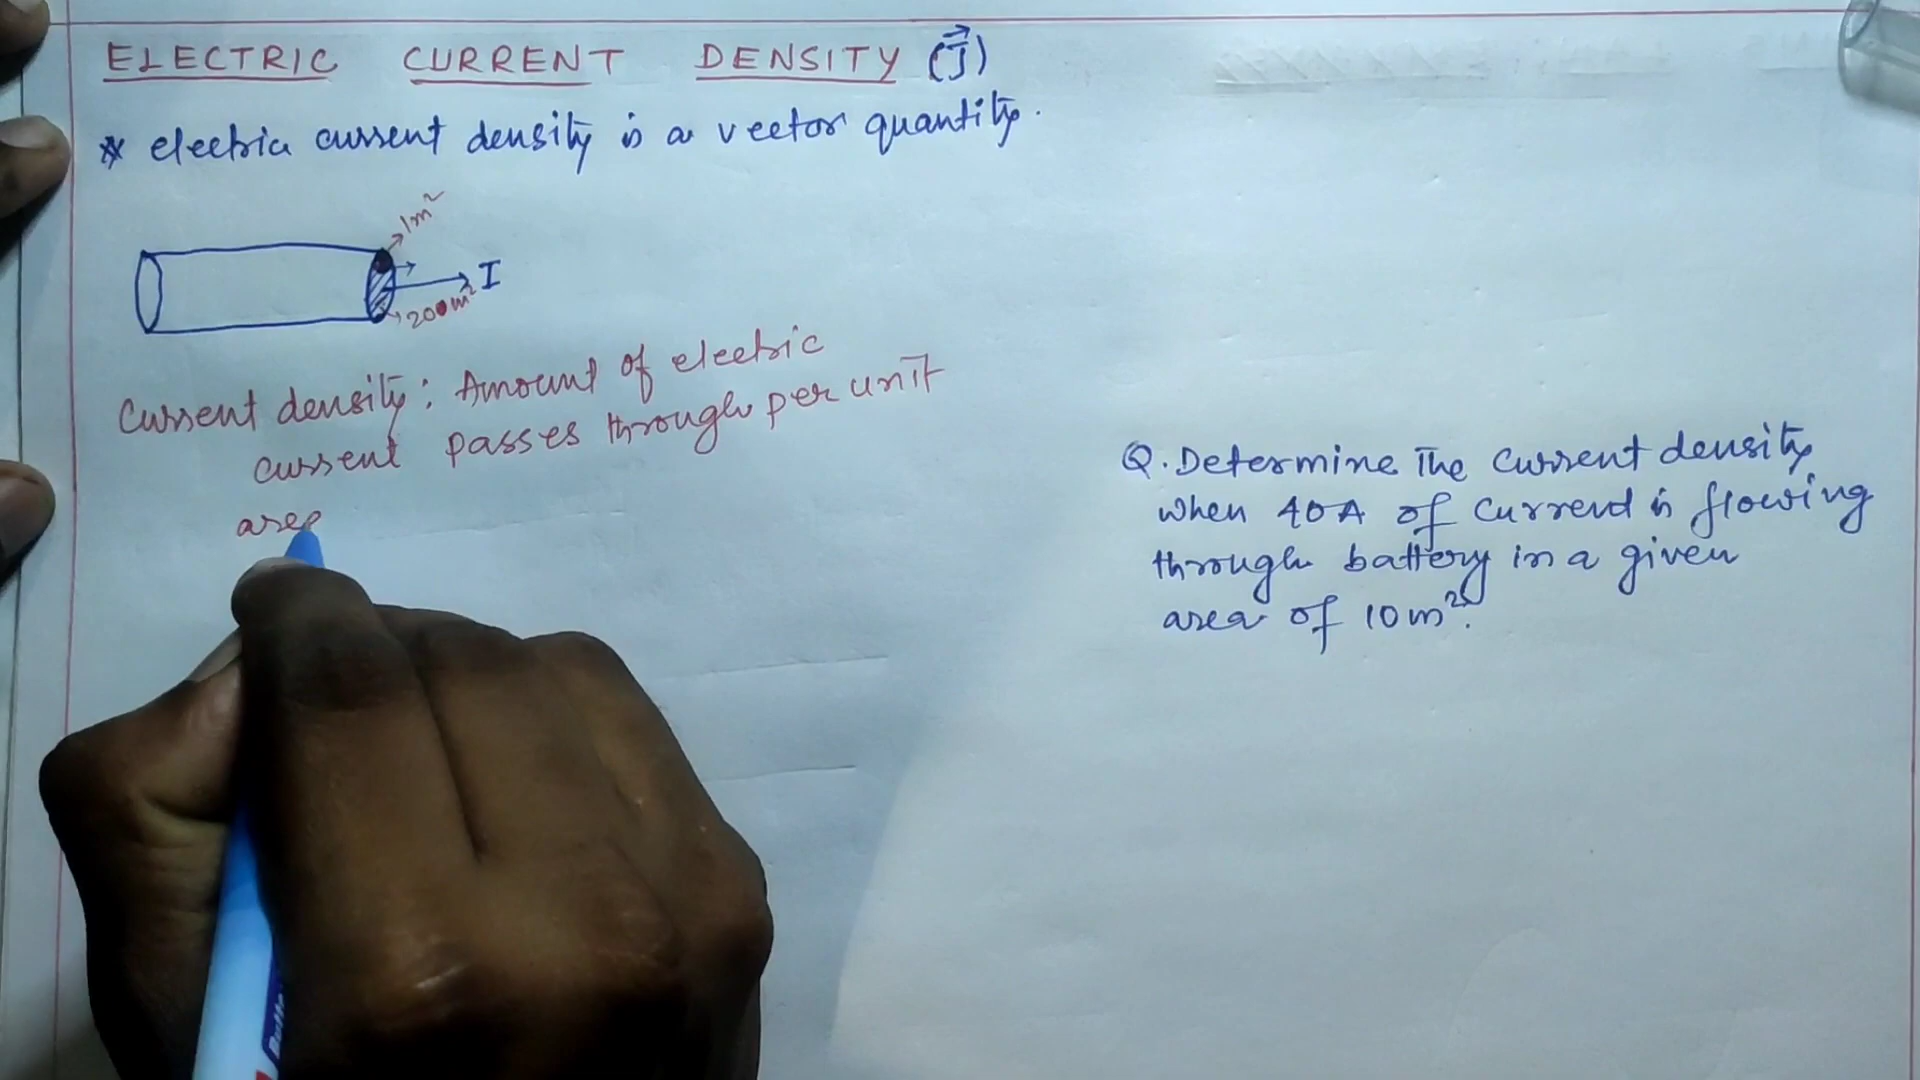 ELECTRIC CURRENT DENSITY (J⃗)
* electric current density is a vector quantity.
1m²
I
200m²
Current density: Amount of electric
current passes through per unit
area
Q. Determine The current density
when 40A of current is flowing
through battery in a given
area of 10m².